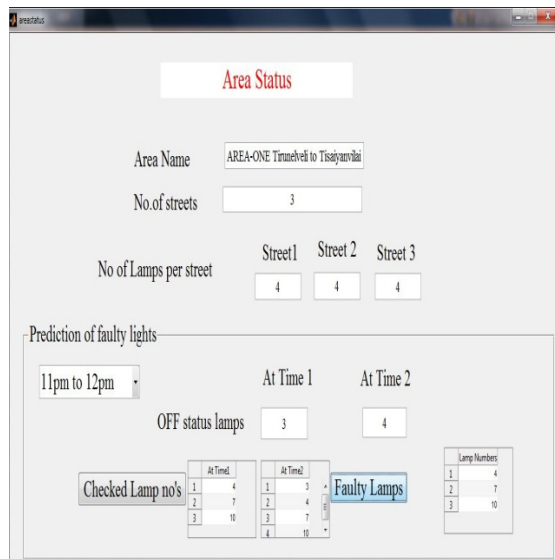 areastatus
Area Status
Area Name AREA-ONE Tirunelveli to Tisaiyanvilai
No.of streets 3
Street1 Street 2 Street 3
No of Lamps per street 4 4 4
Prediction of faulty lights
11pm to 12pm At Time 1 At Time 2
OFF status lamps 3 4
Checked Lamp no's
At Time1
1 4
2 7
3 10
At Time2
1 3
2 4
3 7
4 10
Faulty Lamps
Lamp Numbers
1 4
2 7
3 10